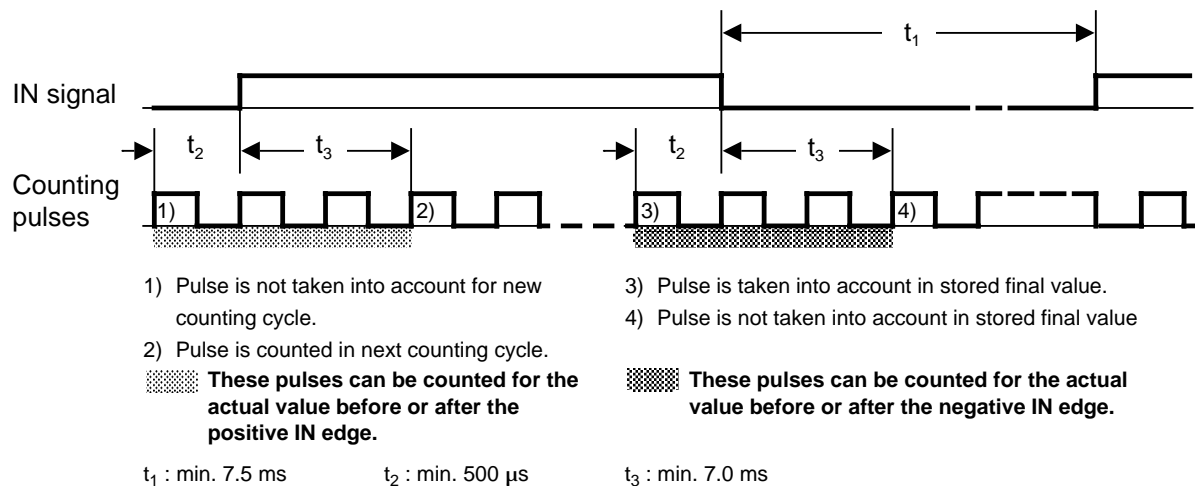 t₁
IN signal
t₂ t₃ t₂ t₃
Counting
pulses
1) 2) 3) 4)
1) Pulse is not taken into account for new
counting cycle.
2) Pulse is counted in next counting cycle.
These pulses can be counted for the
actual value before or after the
positive IN edge.
3) Pulse is taken into account in stored final value.
4) Pulse is not taken into account in stored final value
These pulses can be counted for the actual
value before or after the negative IN edge.
t₁ : min. 7.5 ms t₂ : min. 500 μs t₃ : min. 7.0 ms